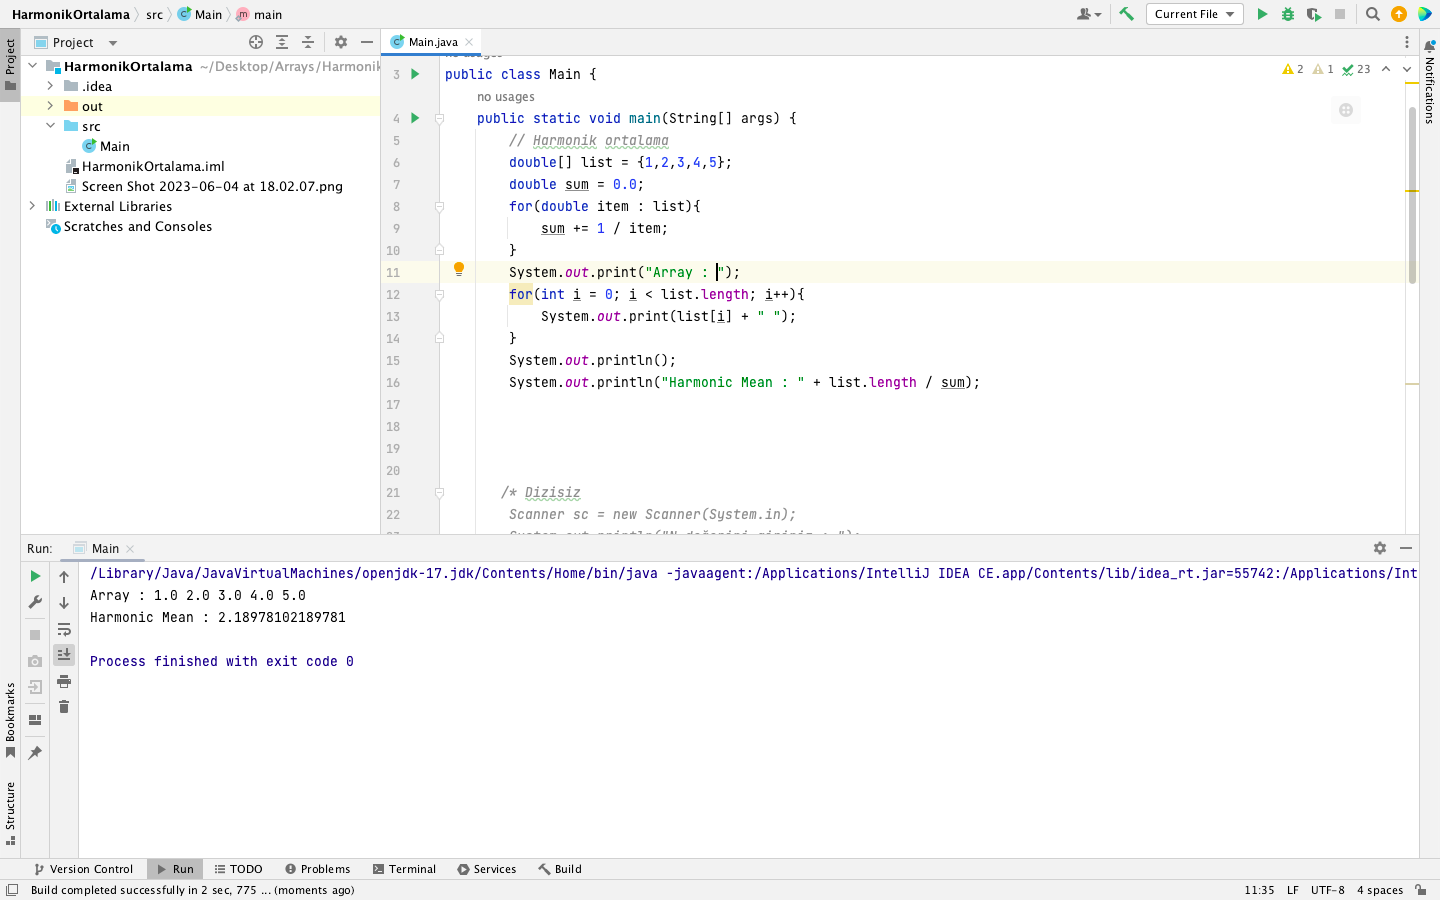 HarmonikOrtalama
src
Main
main
Current File
Project
Project
HarmonikOrtalama ~/Desktop/Arrays/Harmonik
.idea
out
src
Main
HarmonikOrtalama.iml
Screen Shot 2023-06-04 at 18.02.07.png
External Libraries
Scratches and Consoles
Main.java
2 1 23
Notifications
3 public class Main {
no usages
4 public static void main(String[] args) {
5 // Harmonik ortalama
6 double[] list = {1,2,3,4,5};
7 double sum = 0.0;
8 for(double item : list){
9 sum += 1 / item;
10 }
11 System.out.print("Array : ");
12 for(int i = 0; i < list.length; i++){
13 System.out.print(list[i] + " ");
14 }
15 System.out.println();
16 System.out.println("Harmonic Mean : " + list.length / sum);
17
18
19
20
21 /* Dizisiz
22 Scanner sc = new Scanner(System.in);
Run: Main
/Library/Java/JavaVirtualMachines/openjdk-17.jdk/Contents/Home/bin/java -javaagent:/Applications/IntelliJ IDEA CE.app/Contents/lib/idea_rt.jar=55742:/Applications/Int
Array : 1.0 2.0 3.0 4.0 5.0
Harmonic Mean : 2.18978102189781
Process finished with exit code 0
Bookmarks
Structure
Version Control
Run
TODO
Problems
Terminal
Services
Build
Build completed successfully in 2 sec, 775 ... (moments ago)
11:35 LF UTF-8 4 spaces